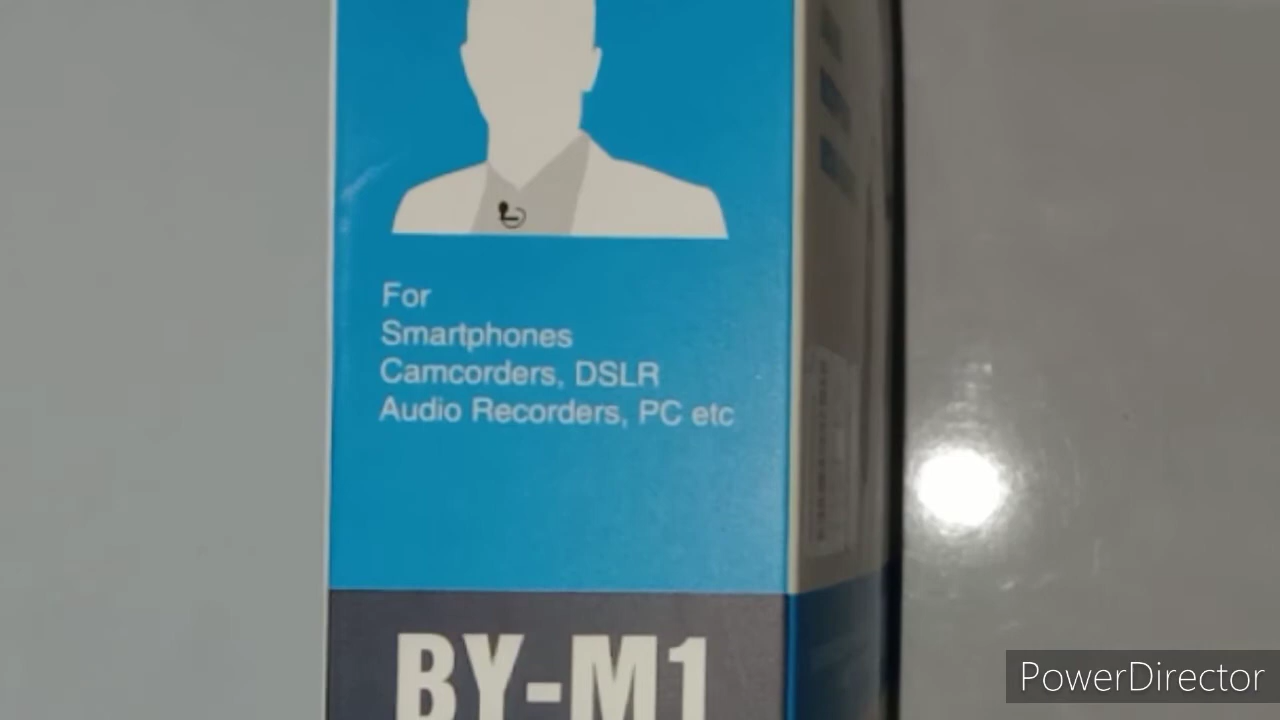 For
Smartphones
Camcorders, DSLR
Audio Recorders, PC etc
BY-M1
PowerDirector